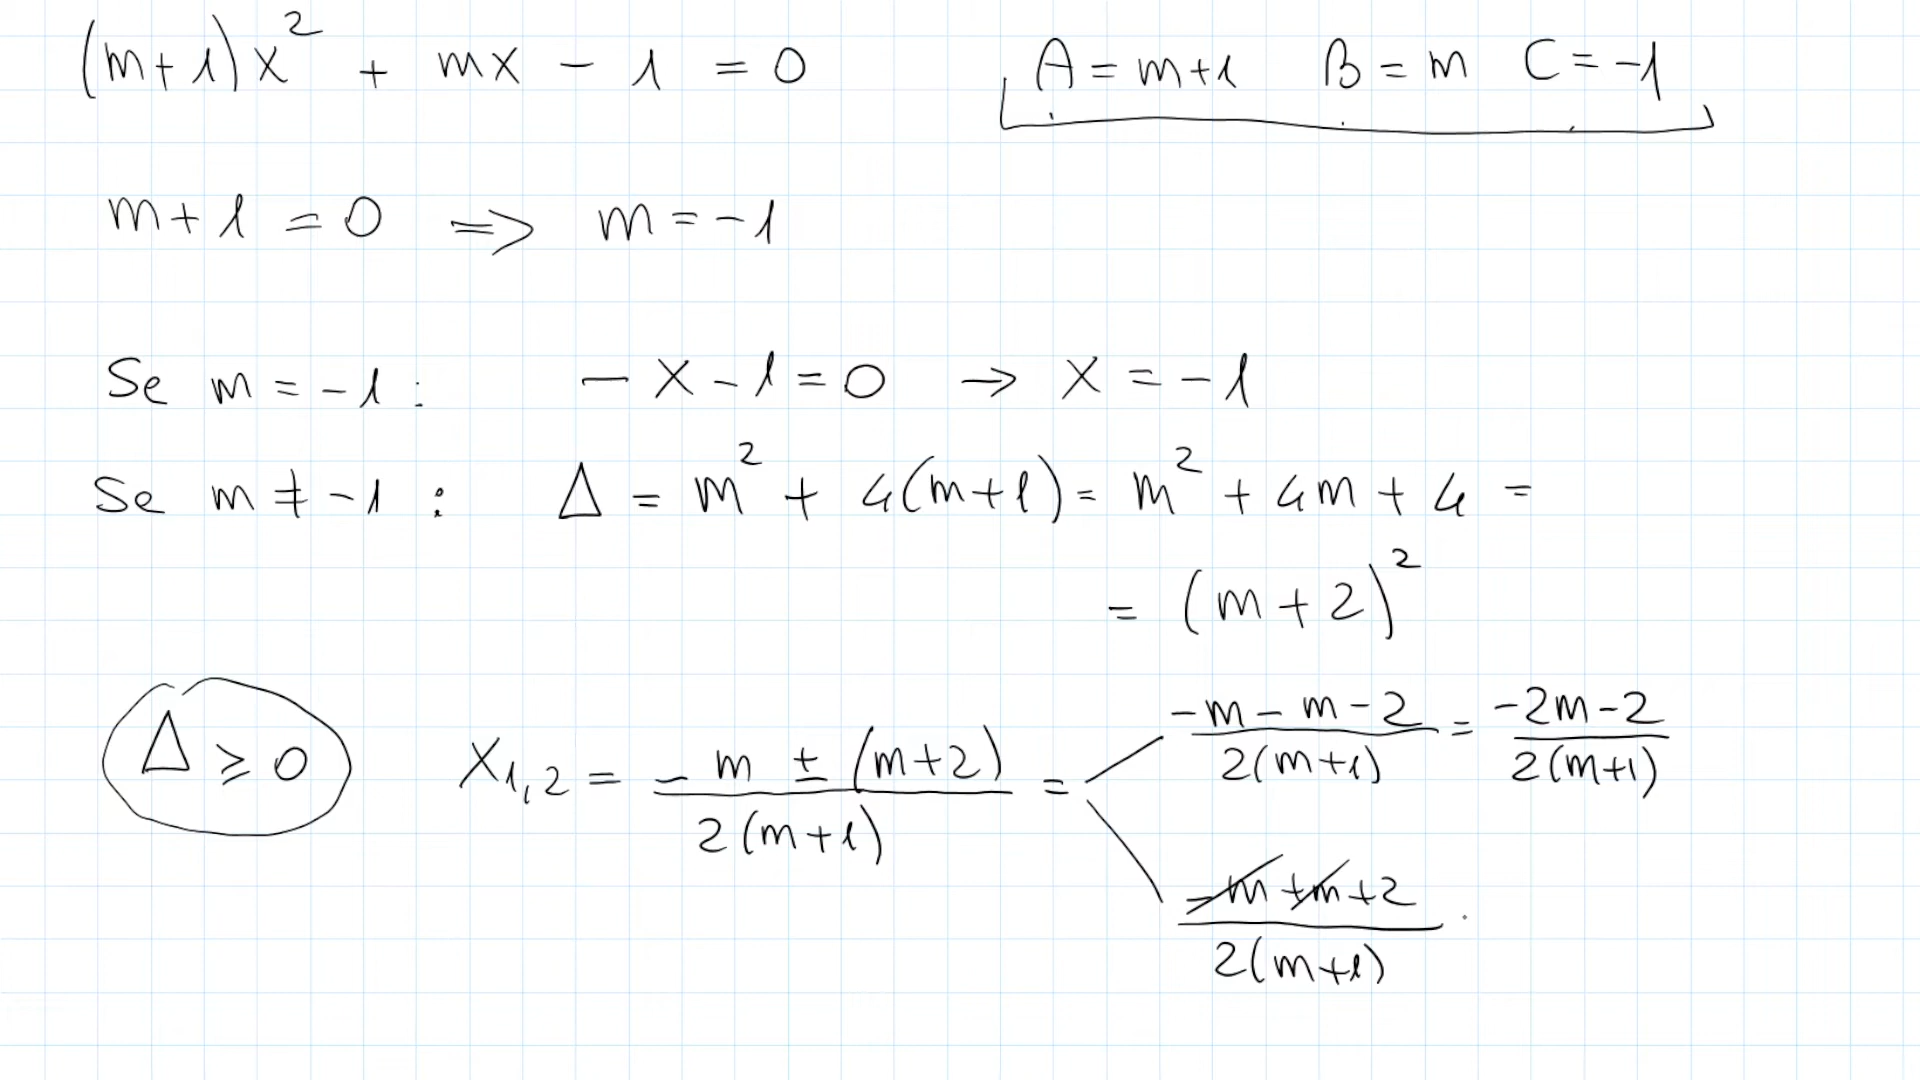 (m+1)x² + mx - 1 = 0    A = m+1  B = m  C = -1
m+1 = 0 ⇒ m = -1
Se m = -1 :    - x - 1 = 0 → x = -1
Se m ≠ -1 :    Δ = m² + 4(m+1) = m² + 4m + 4 =
= (m+2)²
Δ ⩾ 0    X1,2 = (- m ± (m+2)) / (2(m+1)) =    (-m - m - 2) / (2(m+1)) = (-2m-2) / (2(m+1))
(-m + m + 2) / (2(m+1))